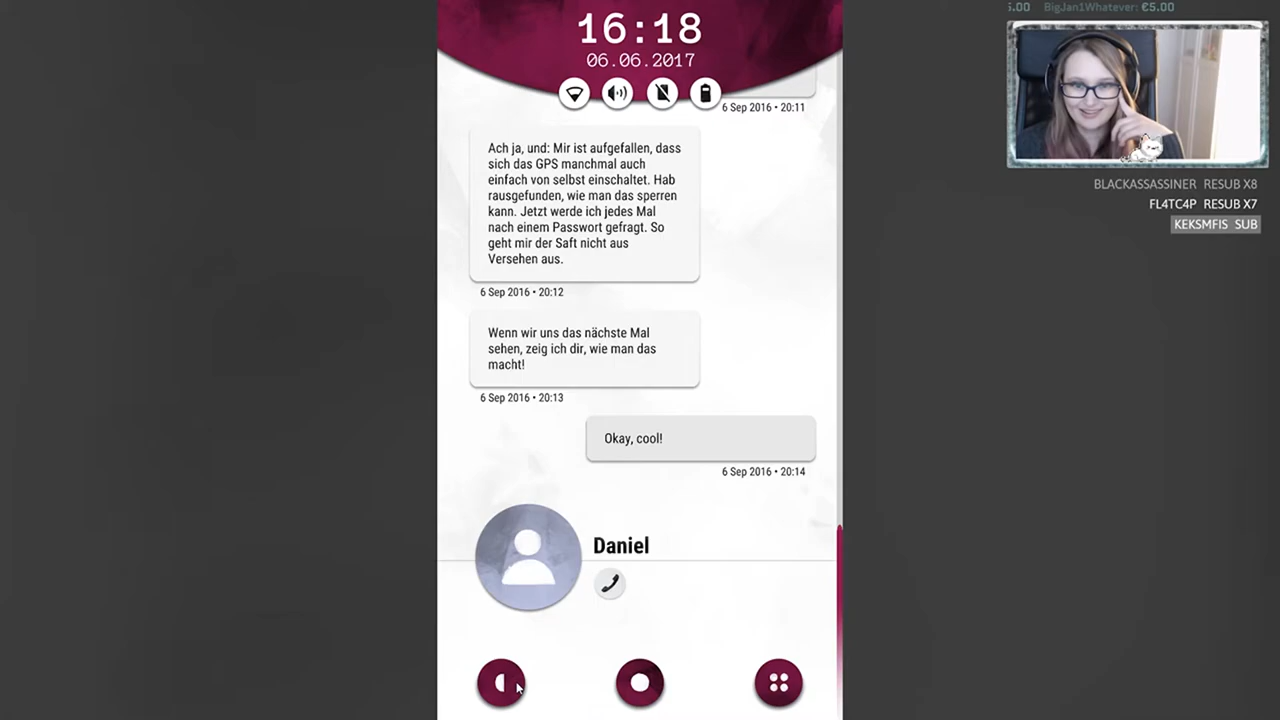 5.00 BigJan1Whatever: €5.00
16:18
06.06.2017
6 Sep 2016 • 20:11
Ach ja, und: Mir ist aufgefallen, dass
sich das GPS manchmal auch
einfach von selbst einschaltet. Hab
rausgefunden, wie man das sperren
kann. Jetzt werde ich jedes Mal
nach einem Passwort gefragt. So
geht mir der Saft nicht aus
Versehen aus.
6 Sep 2016 • 20:12
Wenn wir uns das nächste Mal
sehen, zeig ich dir, wie man das
macht!
6 Sep 2016 • 20:13
Okay, cool!
6 Sep 2016 • 20:14
Daniel
BLACKASSASSINER RESUB X8
FL4TC4P RESUB X7
KEKSMFIS SUB